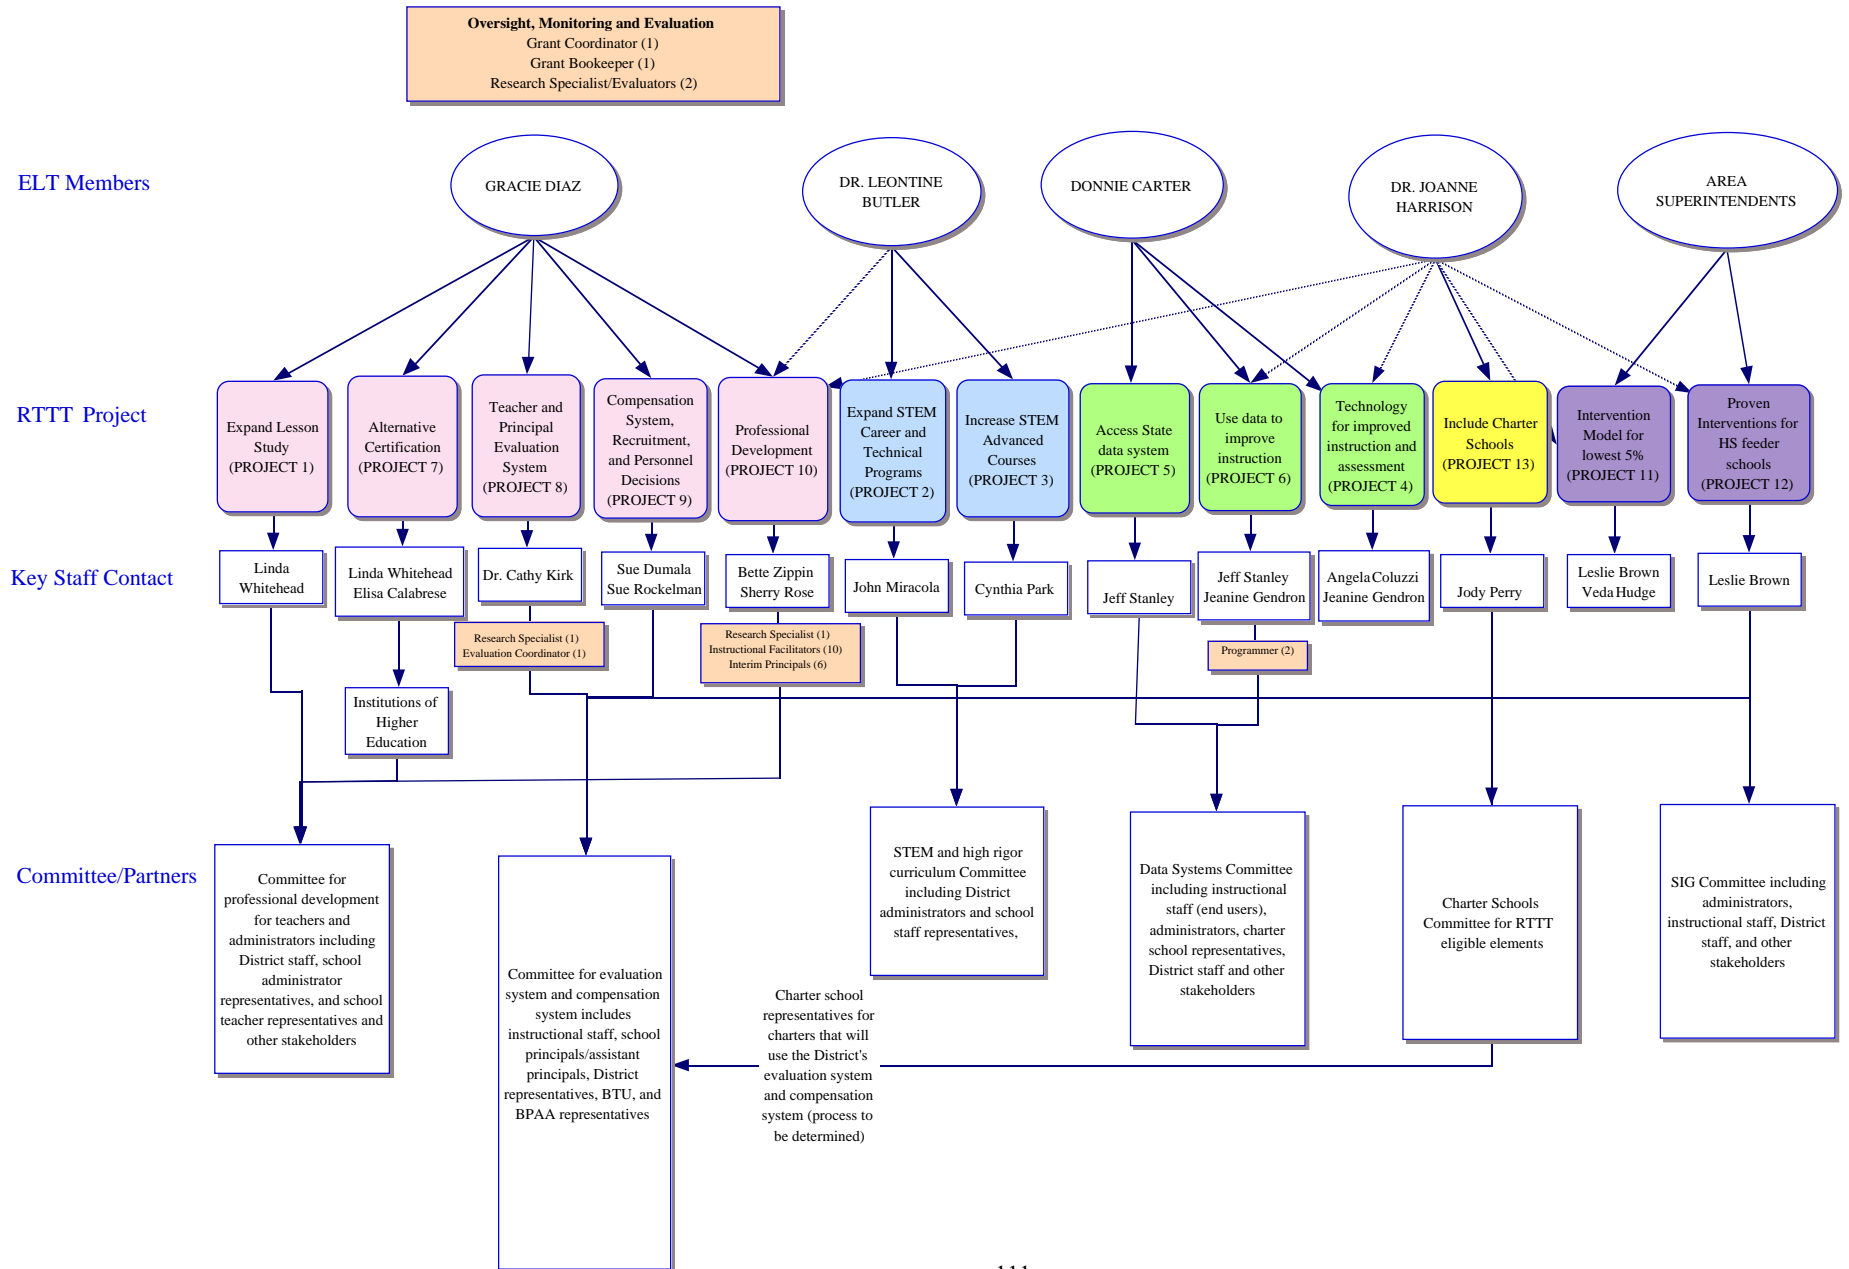 Oversight, Monitoring and Evaluation
Grant Coordinator (1)
Grant Bookeeper (1)
Research Specialist/Evaluators (2)
ELT Members
GRACIE DIAZ
DR. LEONTINE
BUTLER
DONNIE CARTER
DR. JOANNE
HARRISON
AREA
SUPERINTENDENTS
RTTT Project
Expand Lesson
Study
(PROJECT 1)
Alternative
Certification
(PROJECT 7)
Teacher and
Principal
Evaluation
System
(PROJECT 8)
Compensation
System,
Recruitment,
and Personnel
Decisions
(PROJECT 9)
Professional
Development
(PROJECT 10)
Expand STEM
Career and
Technical
Programs
(PROJECT 2)
Increase STEM
Advanced
Courses
(PROJECT 3)
Access State
data system
(PROJECT 5)
Use data to
improve
instruction
(PROJECT 6)
Technology
for improved
instruction and
assessment
(PROJECT 4)
Include Charter
Schools
(PROJECT 13)
Intervention
Model for
lowest 5%
(PROJECT 11)
Proven
Interventions for
HS feeder
schools
(PROJECT 12)
Key Staff Contact
Linda
Whitehead
Linda Whitehead
Elisa Calabrese
Dr. Cathy Kirk
Sue Dumala
Sue Rockelman
Bette Zippin
Sherry Rose
John Miracola
Cynthia Park
Jeff Stanley
Jeff Stanley
Jeanine Gendron
Angela Coluzzi
Jeanine Gendron
Jody Perry
Leslie Brown
Veda Hudge
Leslie Brown
Research Specialist (1)
Evaluation Coordinator (1)
Research Specialist (1)
Instructional Facilitators (10)
Interim Principals (6)
Programmer (2)
Institutions of
Higher
Education
Committee/Partners
Committee for
professional development
for teachers and
administrators including
District staff, school
administrator
representatives, and school
teacher representatives and
other stakeholders
Committee for evaluation
system and compensation
system includes
instructional staff, school
principals/assistant
principals, District
representatives, BTU, and
BPAA representatives
Charter school
representatives for
charters that will
use the District's
evaluation system
and compensation
system (process to
be determined)
STEM and high rigor
curriculum Committee
including District
administrators and school
staff representatives,
Data Systems Committee
including instructional
staff (end users),
administrators, charter
school representatives,
District staff and other
stakeholders
Charter Schools
Committee for RTTT
eligible elements
SIG Committee including
administrators,
instructional staff, District
staff, and other
stakeholders
111